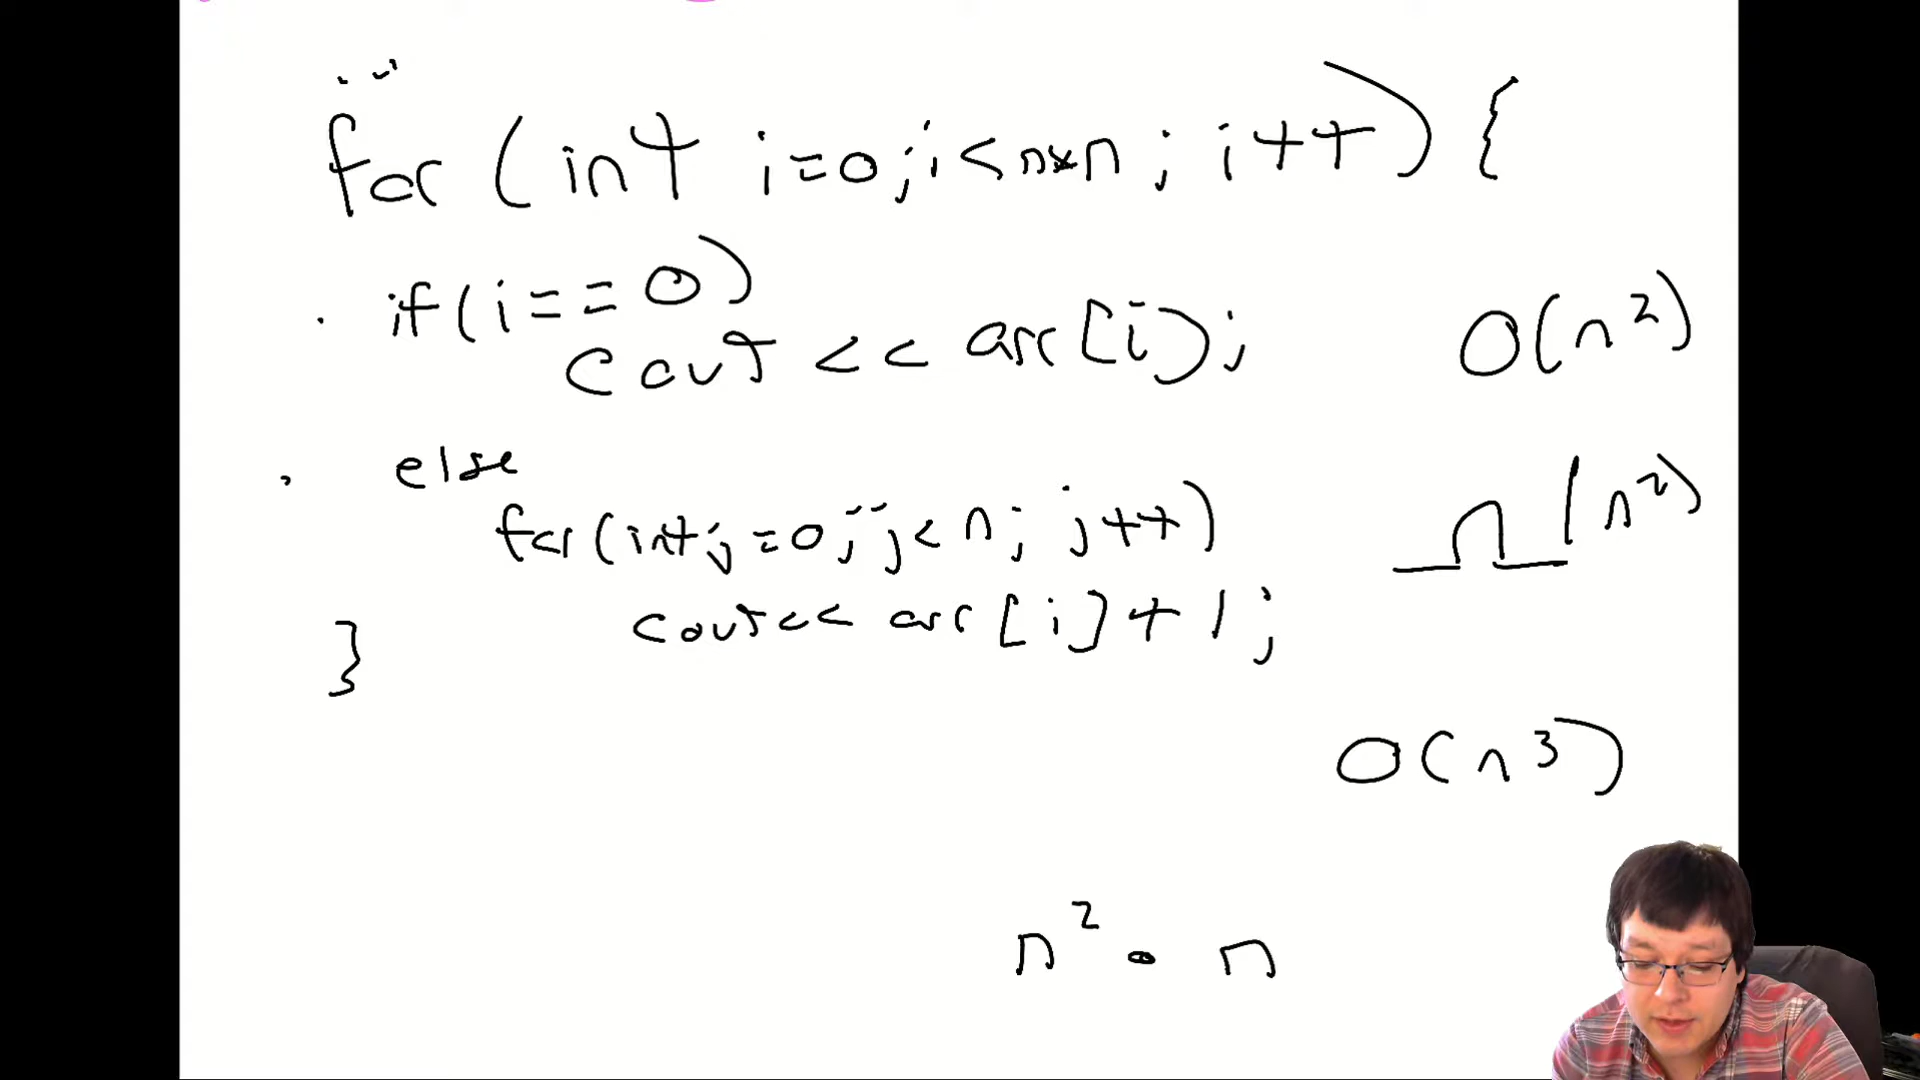 for (int i=0; i<n*n; i++) {
if(i==0)
cout << arr[i);
O(n²)
else
for(int j=0; j<n; j++)
Ω(n²)
cout<< arr[i]+1;
}
O(n³)
n² • n